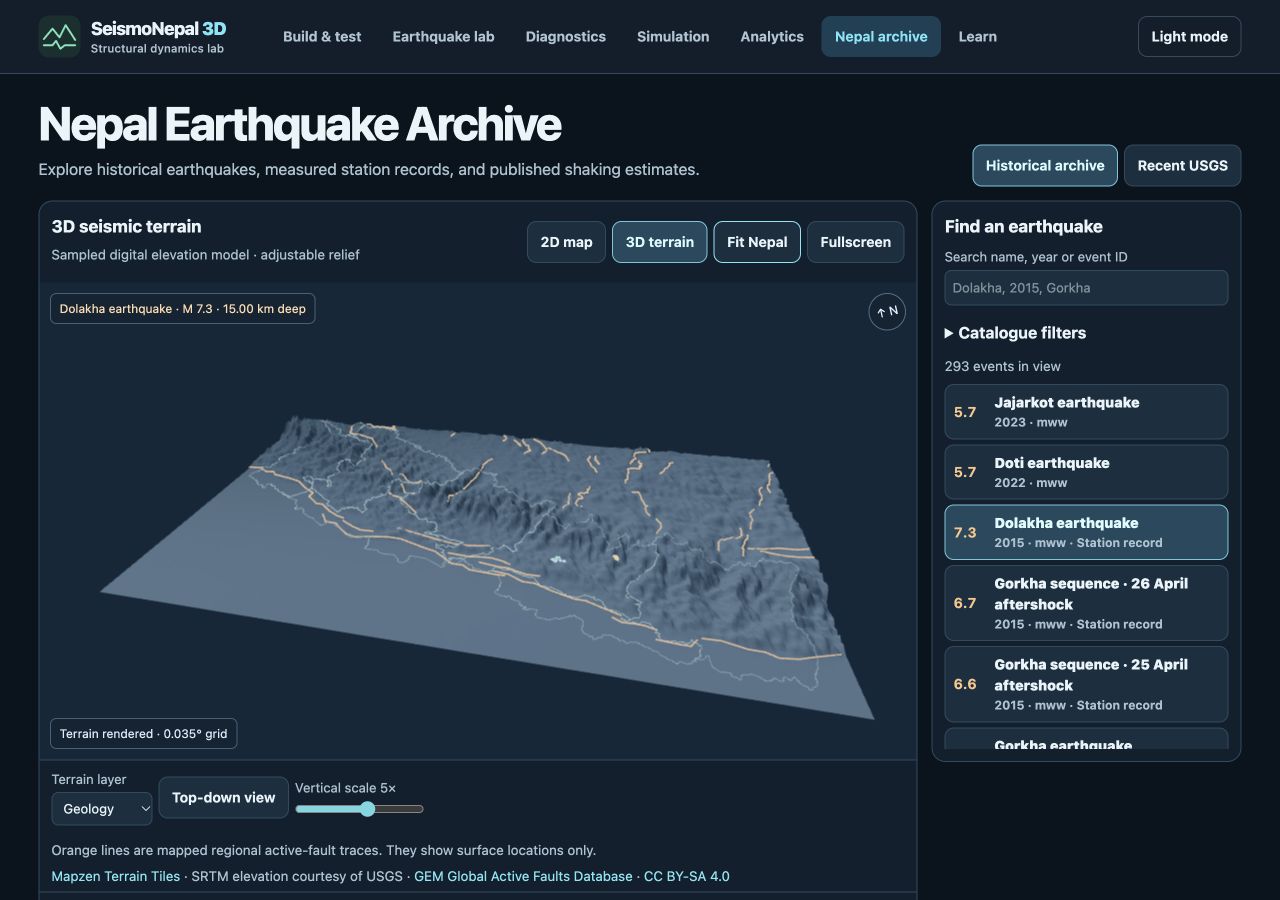 SeismoNepal 3D
Structural dynamics lab
Build & test
Earthquake lab
Diagnostics
Simulation
Analytics
Nepal archive
Learn
Light mode
Nepal Earthquake Archive
Explore historical earthquakes, measured station records, and published shaking estimates.
Historical archive
Recent USGS
3D seismic terrain
Sampled digital elevation model · adjustable relief
2D map
3D terrain
Fit Nepal
Fullscreen
Dolakha earthquake · M 7.3 · 15.00 km deep
↑ N
Terrain rendered · 0.035° grid
Terrain layer
Geology
Top-down view
Vertical scale 5×
Orange lines are mapped regional active-fault traces. They show surface locations only.
Mapzen Terrain Tiles · SRTM elevation courtesy of USGS · GEM Global Active Faults Database · CC BY-SA 4.0
Find an earthquake
Search name, year or event ID
Dolakha, 2015, Gorkha
Catalogue filters
293 events in view
5.7
Jajarkot earthquake
2023 · mww
5.7
Doti earthquake
2022 · mww
7.3
Dolakha earthquake
2015 · mww · Station record
6.7
Gorkha sequence · 26 April
aftershock
2015 · mww · Station record
6.6
Gorkha sequence · 25 April
aftershock
2015 · mww · Station record
Gorkha earthquake